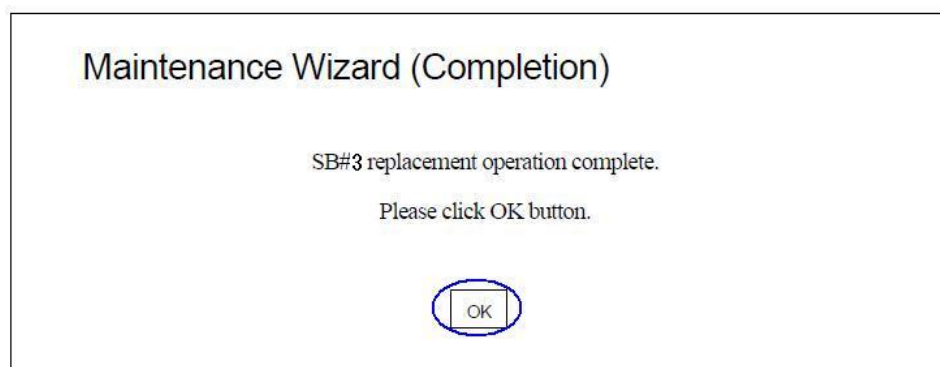 Maintenance Wizard (Completion)
SB#3 replacement operation complete.
Please click OK button.
OK